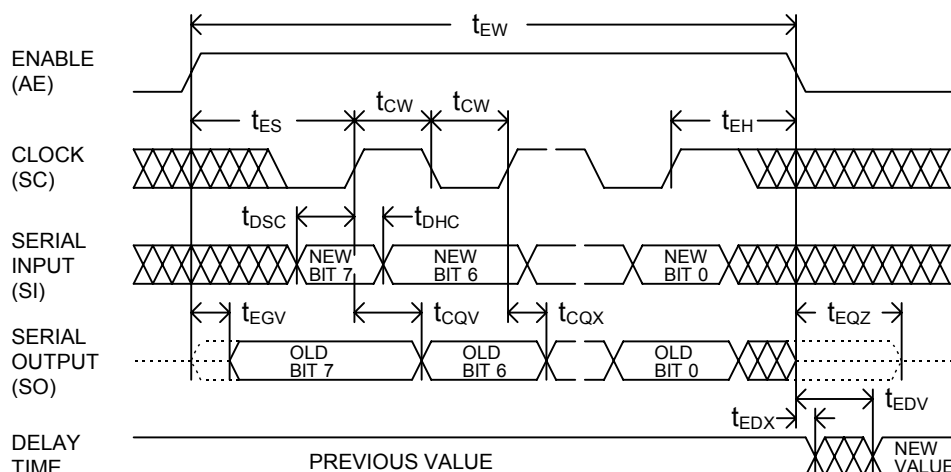 tEW
ENABLE
(AE)
tES
tCW
tCW
tEH
CLOCK
(SC)
tDSC
tDHC
SERIAL
INPUT
(SI)
NEW
BIT 7
NEW
BIT 6
NEW
BIT 0
tEGV
tCQV
tCQX
tEQZ
SERIAL
OUTPUT
(SO)
OLD
BIT 7
OLD
BIT 6
OLD
BIT 0
tEDX
tEDV
DELAY
TIME
PREVIOUS VALUE
NEW
VALUE